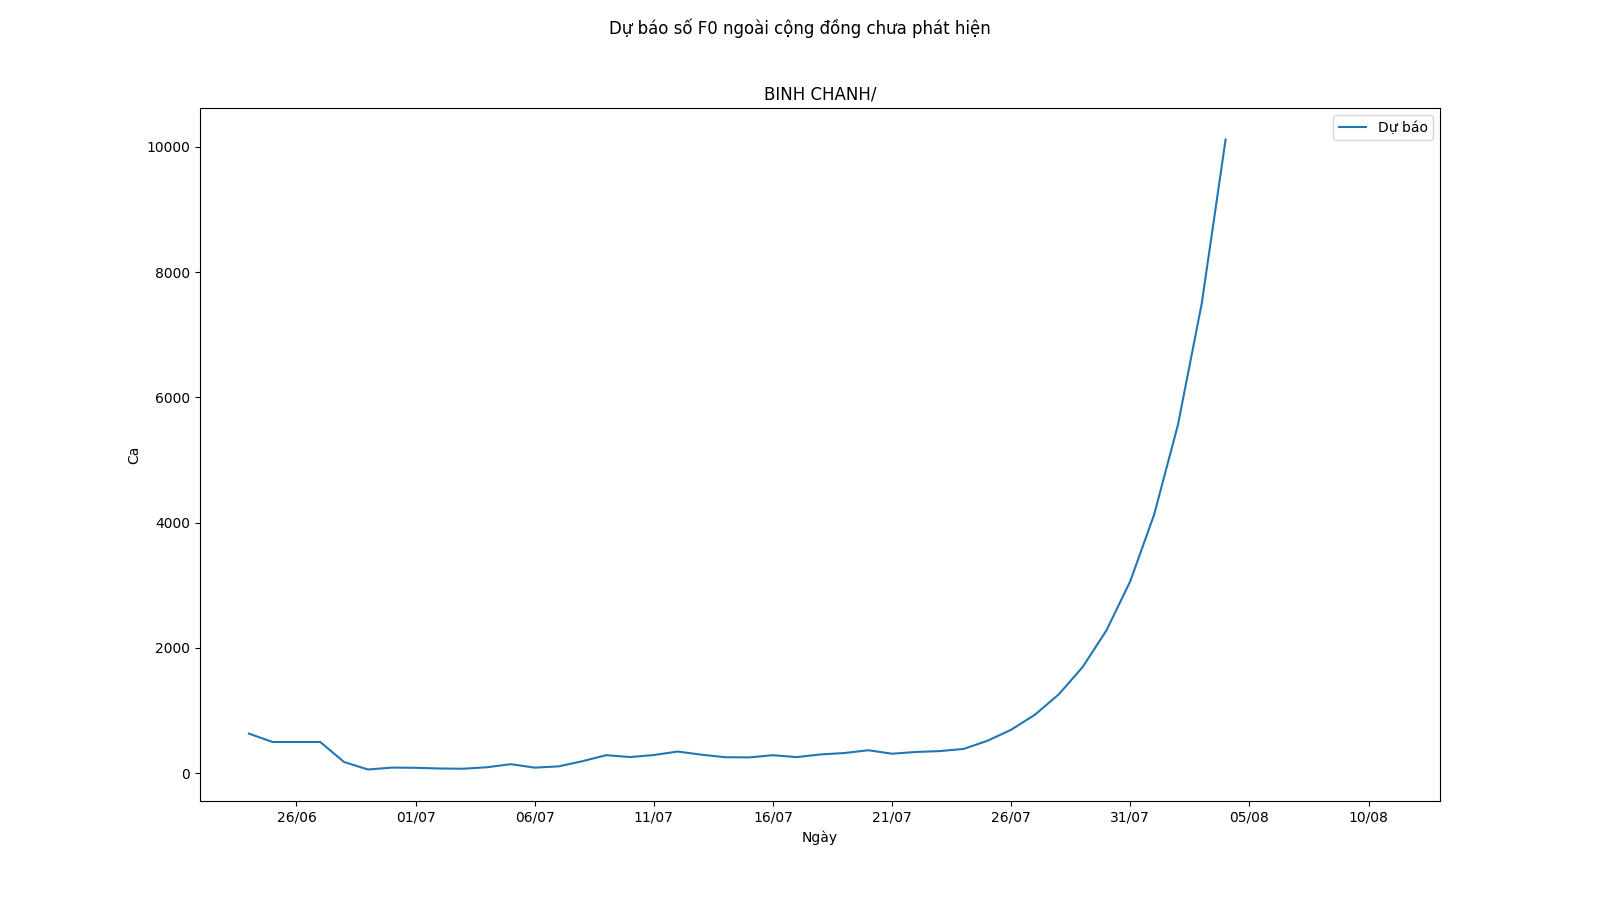 Dự báo số F0 ngoài cộng đồng chưa phát hiện
BINH CHANH/
Dự báo
10000
8000
6000
4000
2000
0
Ca
26/06 01/07 06/07 11/07 16/07 21/07 26/07 31/07 05/08 10/08
Ngày